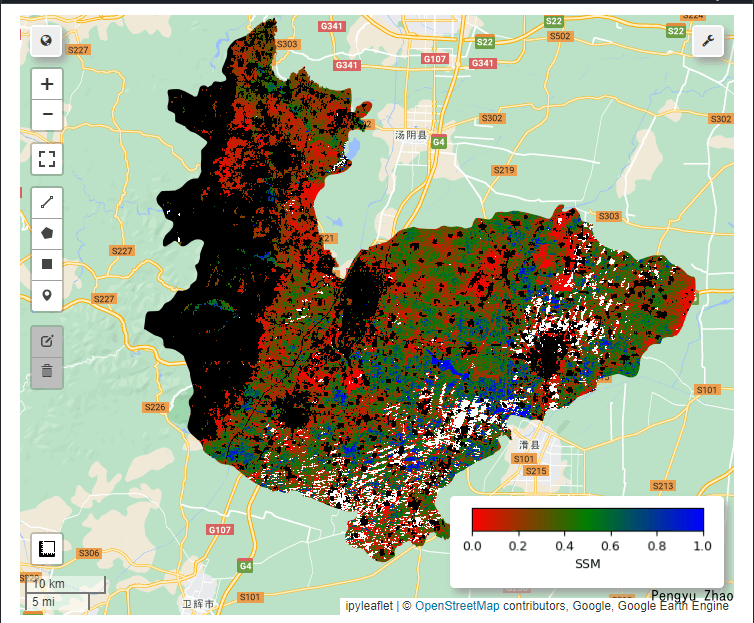 G341
S22
S224
S227
S303
S22
S502
G107
G341
G341
S302
S302
汤阴县
G4
S219
S303
S227
S227
S226
S101
滑县
S101
S215
S213
G107
S306
G4
S101
卫辉市
0.0 0.2 0.4 0.6 0.8 1.0
SSM
10 km
5 mi
Pengyu Zhao
ipyleaflet | © OpenStreetMap contributors, Google, Google Earth Engine